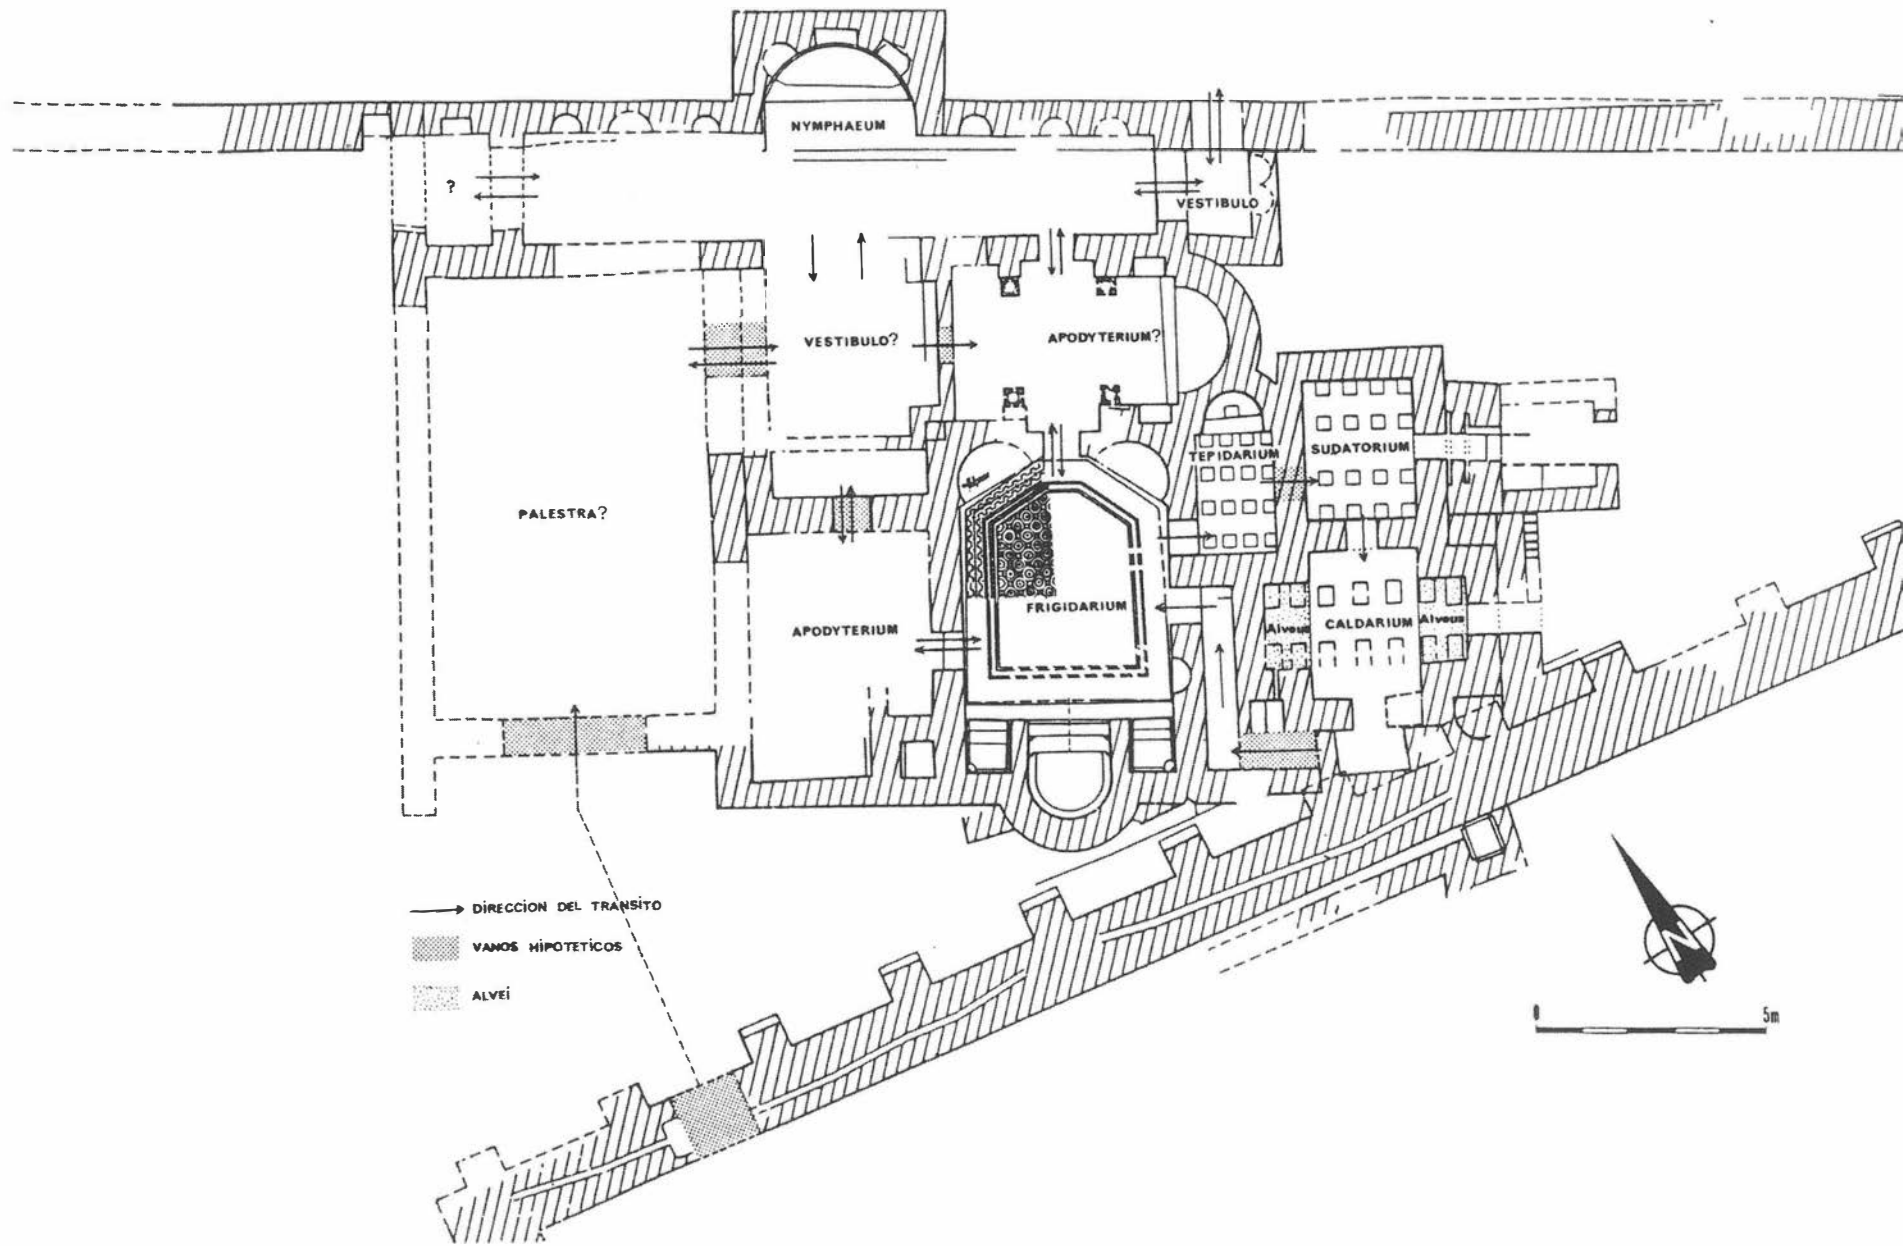 NYMPHAEUM
?
VESTIBULO
VESTIBULO?
APODYTERIUM?
TEPIDARIUM
SUDATORIUM
PALESTRA?
FRIGIDARIUM
APODYTERIUM
Alveus
CALDARIUM
Alveus
DIRECCION DEL TRANSITO
VANOS HIPOTETICOS
ALVEI
N
0
5m